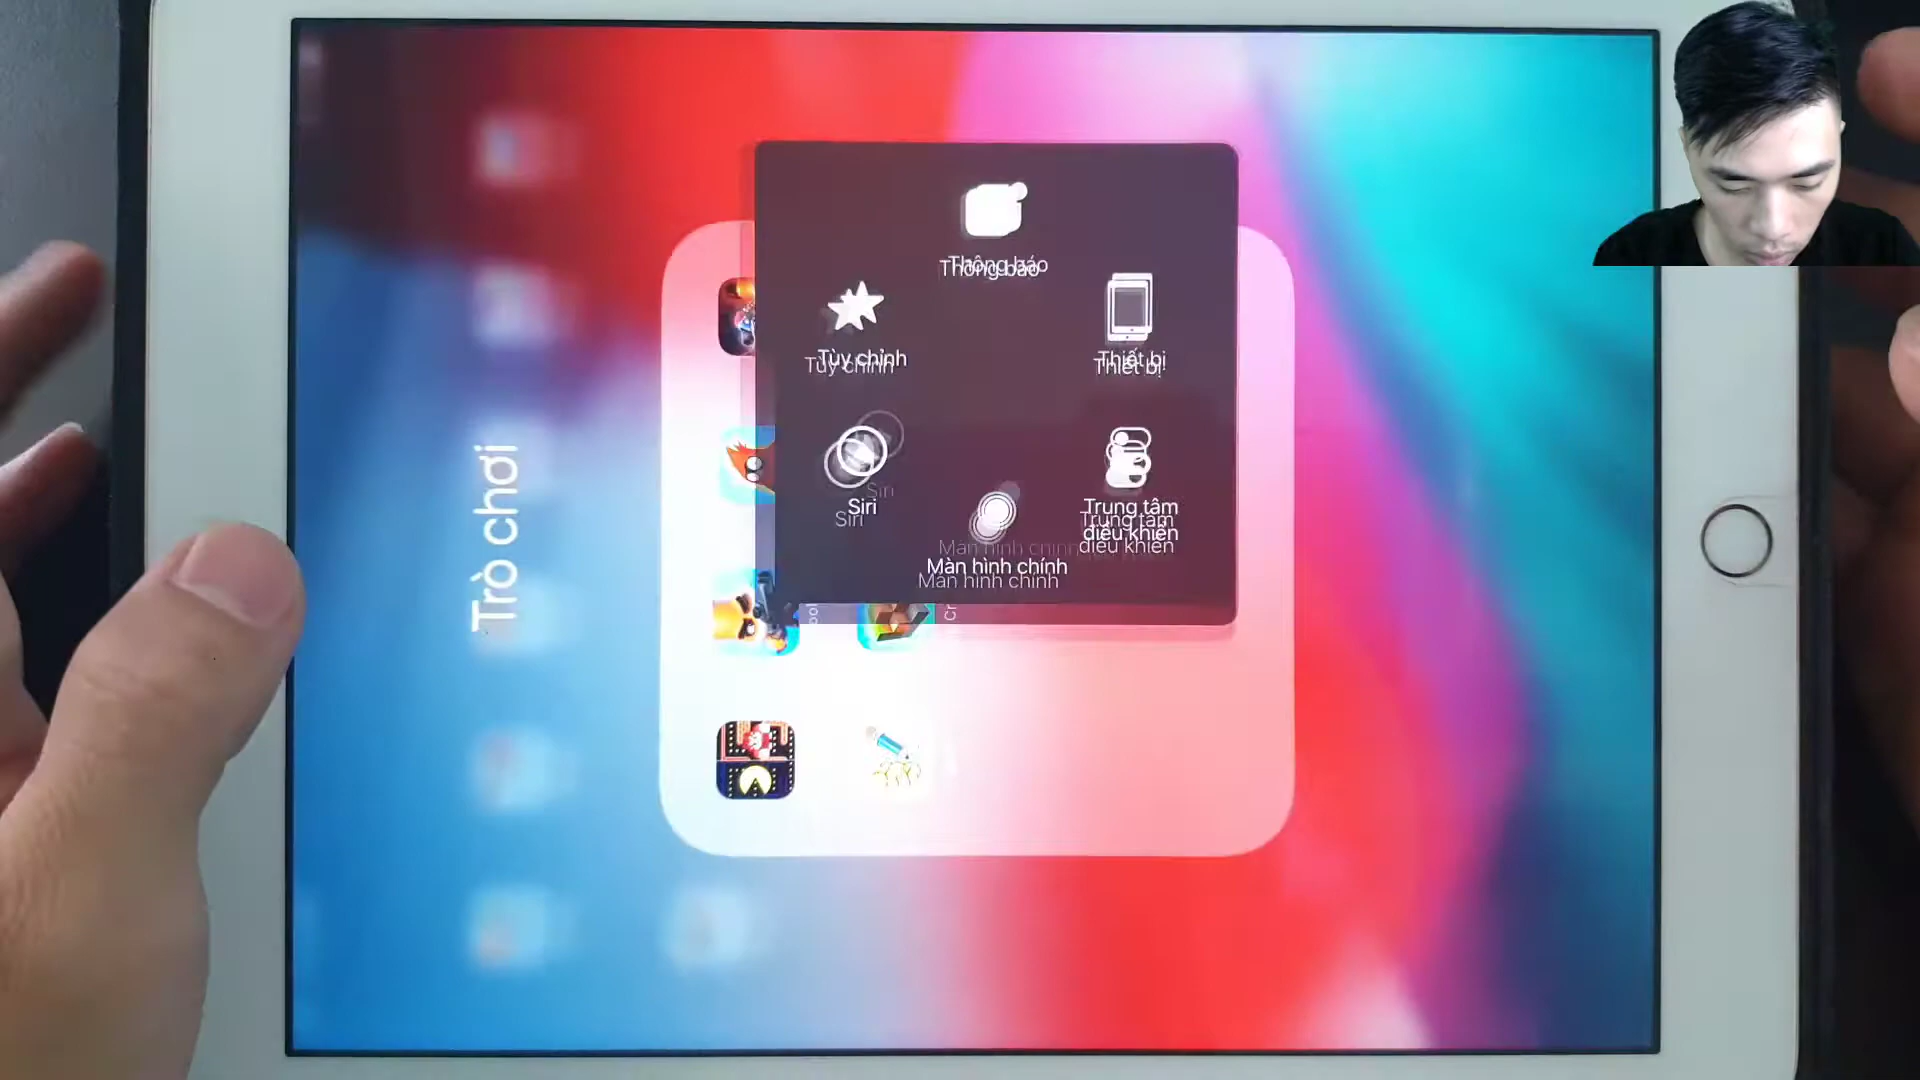 Thông báo
Tùy chỉnh
Thiết bị
Siri
Trung tâm
điều khiển
Màn hình chính
Trò chơi